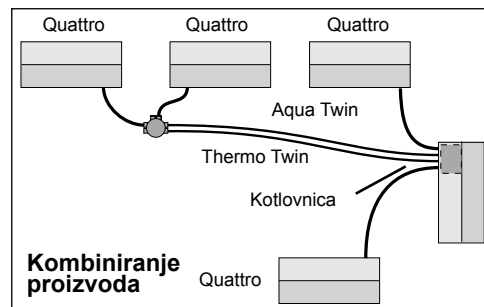 Quattro
Quattro
Quattro
Aqua Twin
Thermo Twin
Kotlovnica
Kombiniranje
proizvoda
Quattro